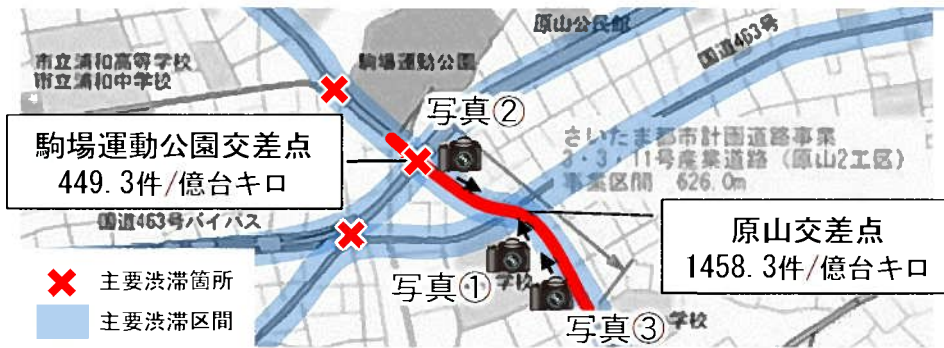 原山公民館
国道463号
市立浦和高等学校
市立浦和中学校
駒場運動公園
写真②
駒場運動公園交差点
449.3件/億台キロ
さいたま都市計画道路事業
3・3・11号産業道路（原山2工区）
事業区間 626.0m
国道463号バイパス
原山交差点
1458.3件/億台キロ
主要渋滞箇所
写真①
学校
主要渋滞区間
写真③
学校